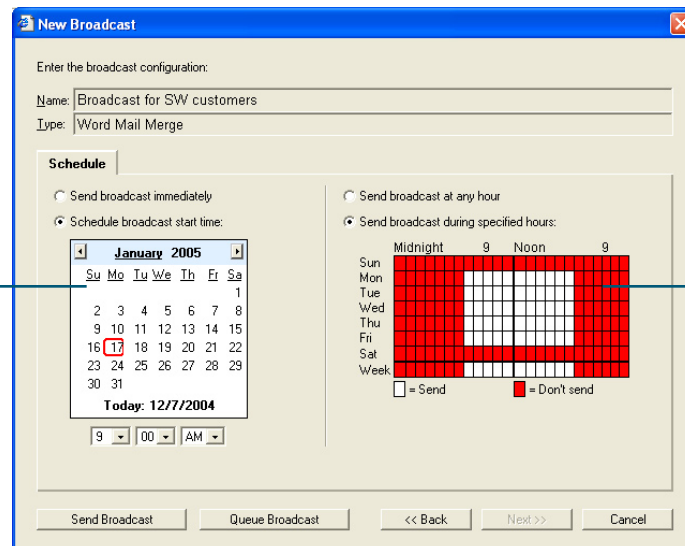 New Broadcast
Enter the broadcast configuration:
Name: Broadcast for SW customers
Type: Word Mail Merge
Schedule
Send broadcast immediately
Schedule broadcast start time:
January 2005
Su Mo Tu We Th Fr Sa
1
2 3 4 5 6 7 8
9 10 11 12 13 14 15
16 17 18 19 20 21 22
23 24 25 26 27 28 29
30 31
Today: 12/7/2004
9 00 AM
Send broadcast at any hour
Send broadcast during specified hours:
Midnight 9 Noon 9
Sun
Mon
Tue
Wed
Thu
Fri
Sat
Week
= Send = Don't send
Send Broadcast Queue Broadcast << Back Next >> Cancel